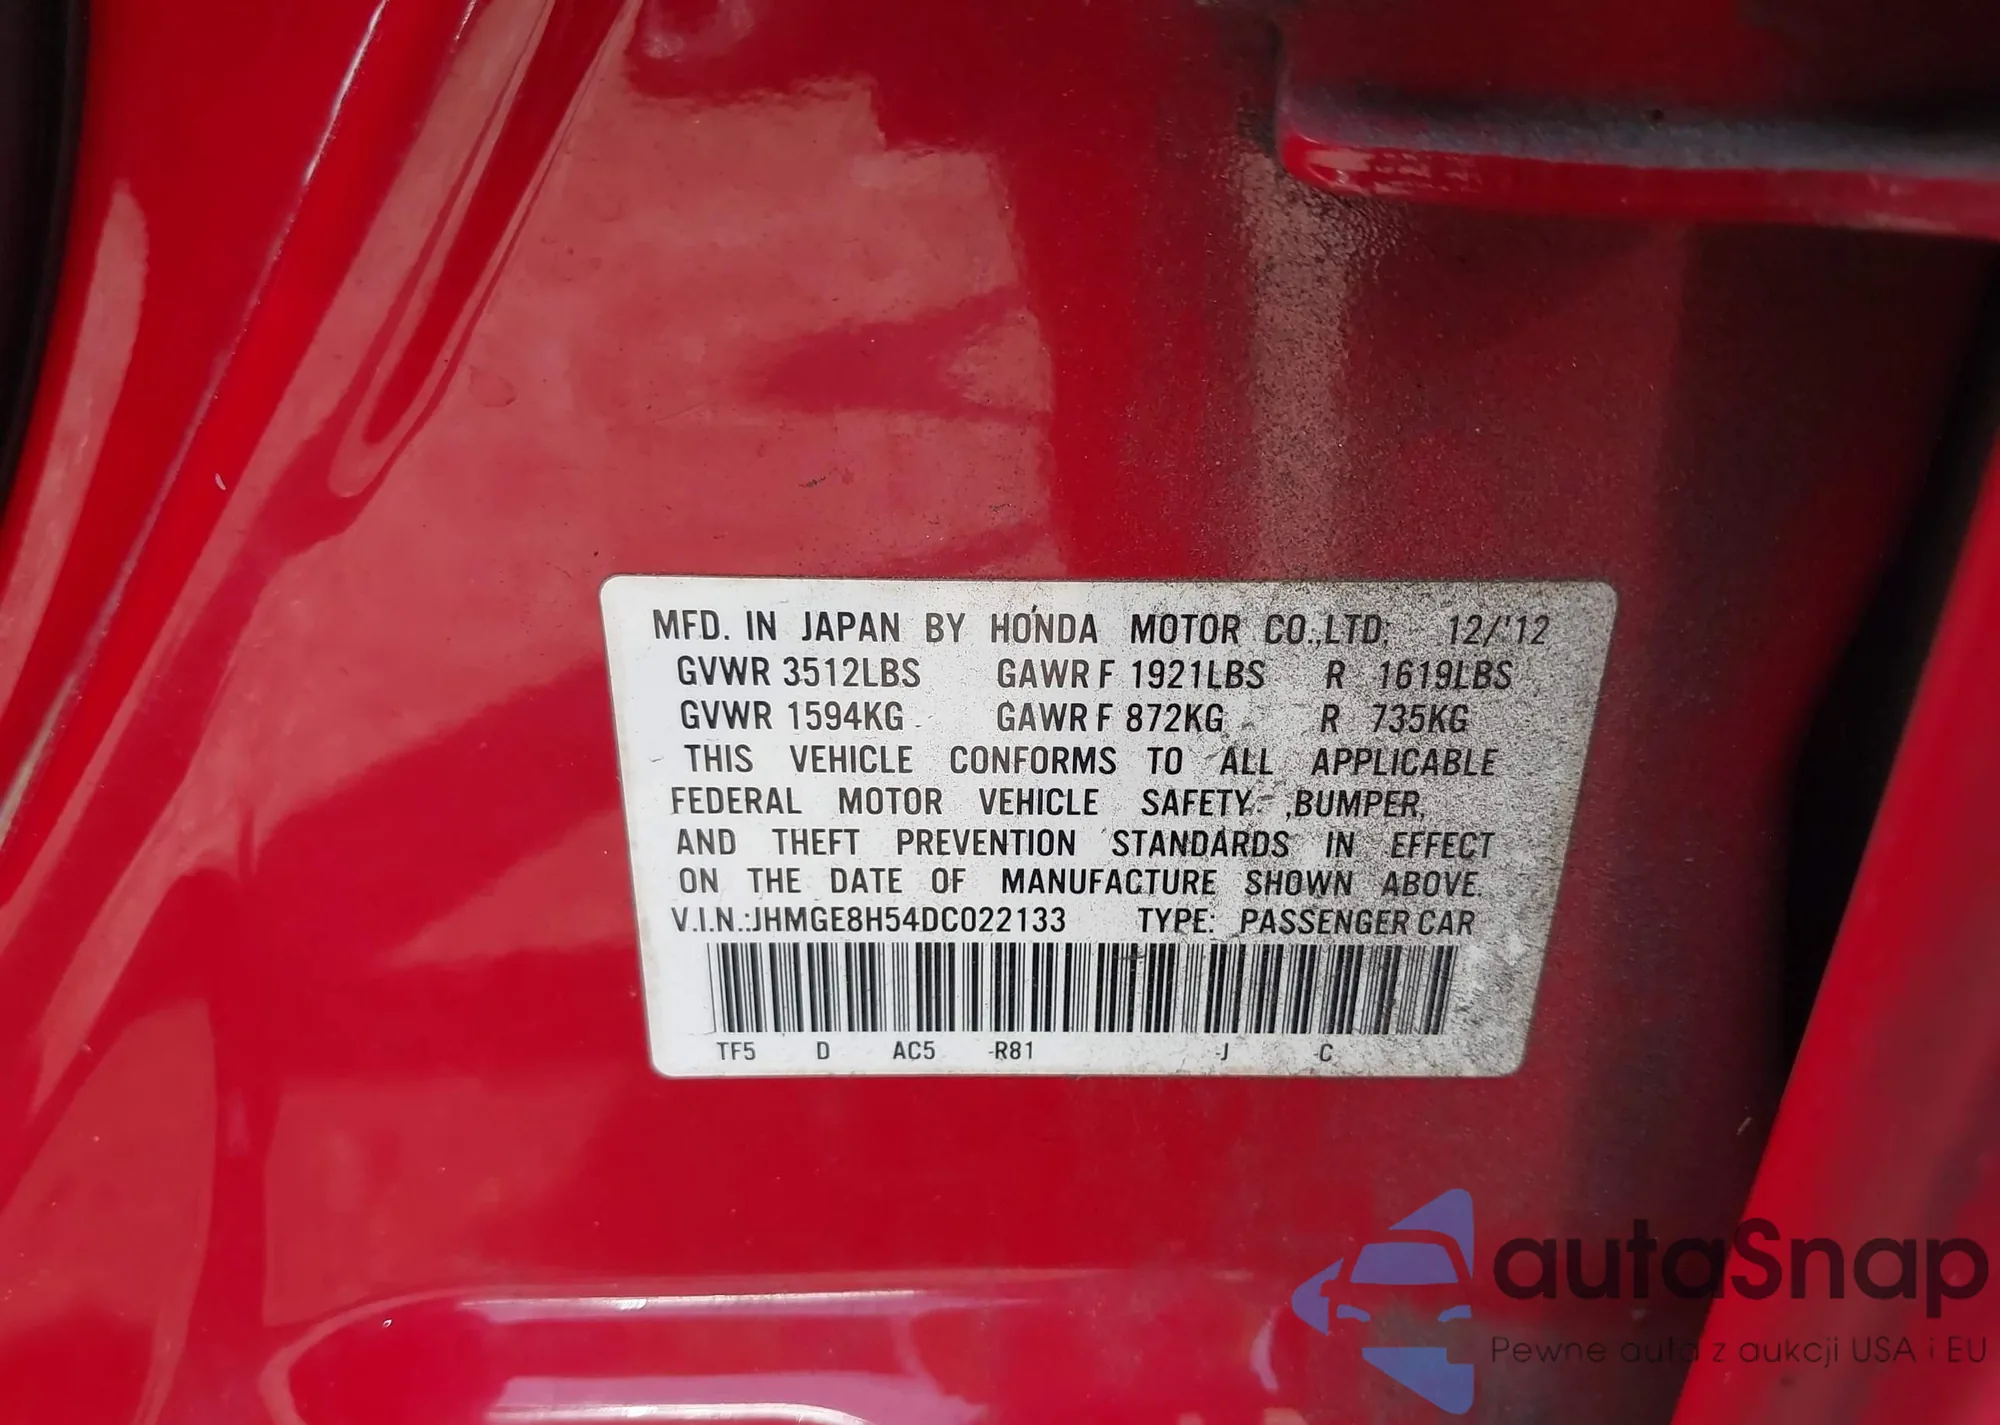 MFD. IN JAPAN BY HONDA MOTOR CO.,LTD. 12/'12
GVWR 3512LBS GAWR F 1921LBS R 1619LBS
GVWR 1594KG GAWR F 872KG R 735KG
THIS VEHICLE CONFORMS TO ALL APPLICABLE
FEDERAL MOTOR VEHICLE SAFETY, BUMPER,
AND THEFT PREVENTION STANDARDS IN EFFECT
ON THE DATE OF MANUFACTURE SHOWN ABOVE.
V.I.N.:JHMGE8H54DC022133 TYPE: PASSENGER CAR
TF5 D AC5 -R81 -J -C
autaSnap
Pewne auta z aukcji USA i EU